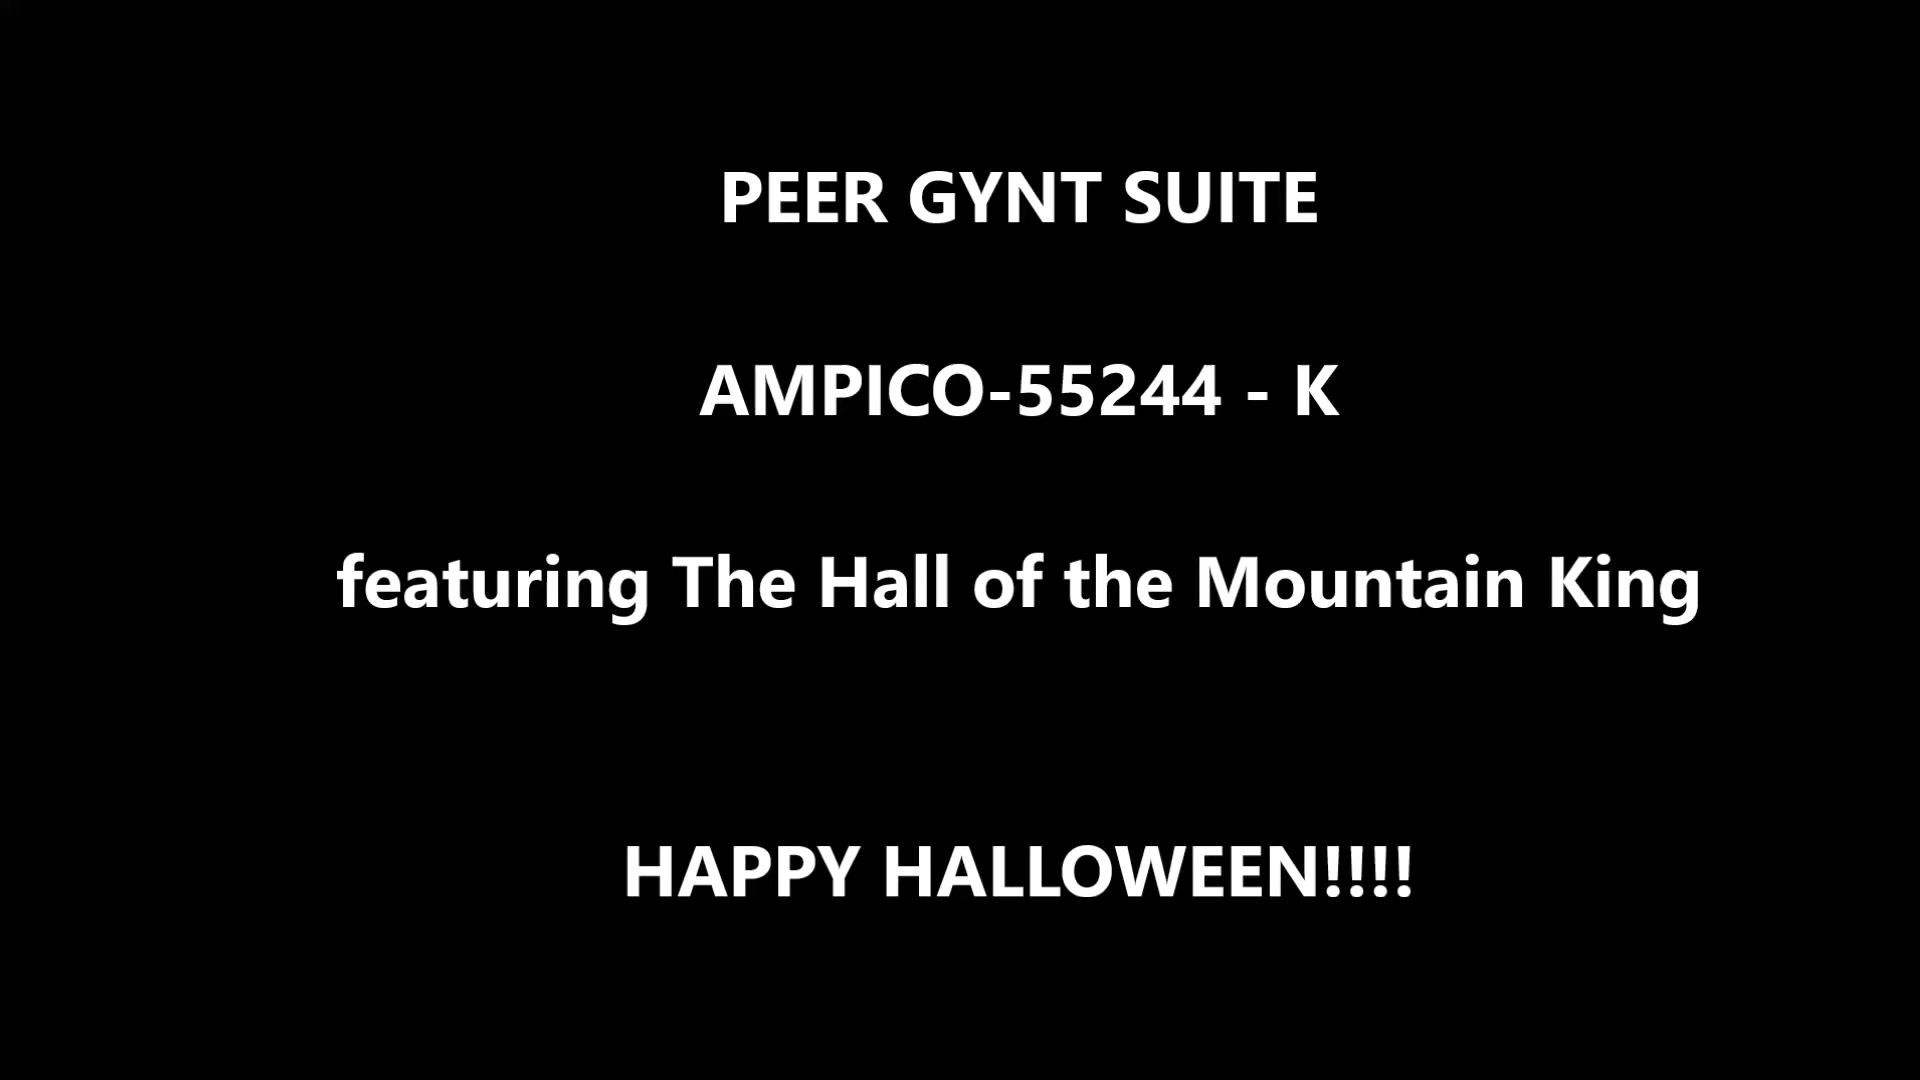 PEER GYNT SUITE
AMPICO-55244 - K
featuring The Hall of the Mountain King
HAPPY HALLOWEEN!!!!